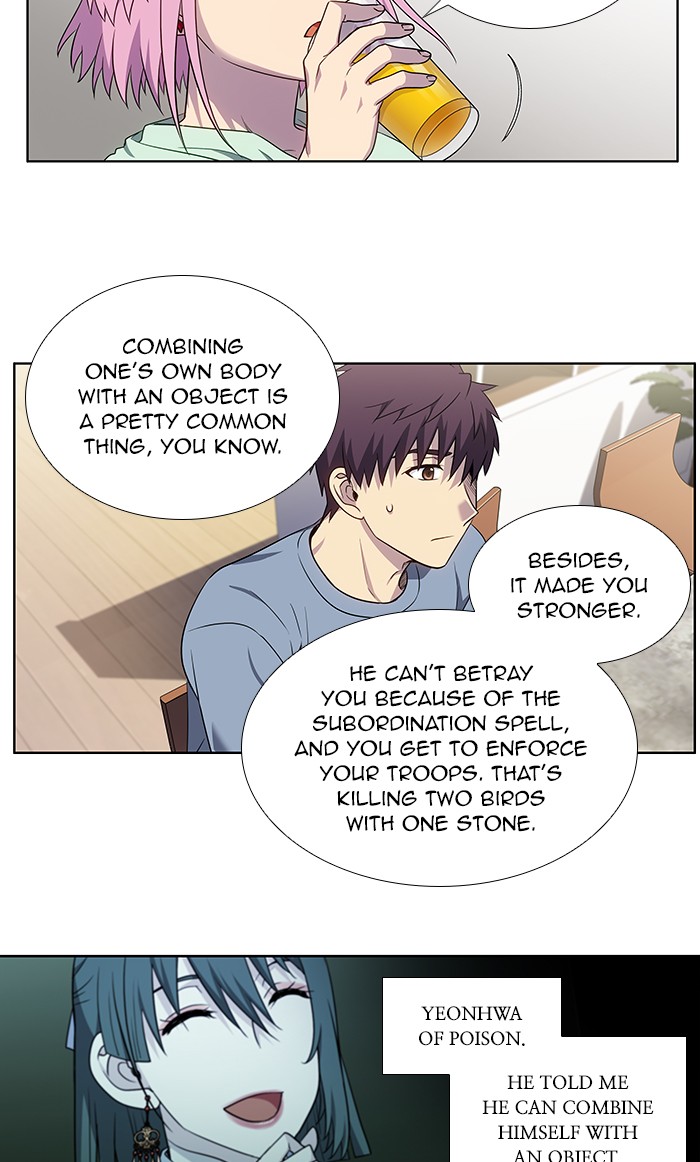 COMBINING
ONE'S OWN BODY
WITH AN OBJECT IS
A PRETTY COMMON
THING, YOU KNOW.
BESIDES,
IT MADE YOU
STRONGER.
HE CAN'T BETRAY
YOU BECAUSE OF THE
SUBORDINATION SPELL,
AND YOU GET TO ENFORCE
YOUR TROOPS. THAT'S
KILLING TWO BIRDS
WITH ONE STONE.
YEONHWA
OF POISON.
HE TOLD ME
HE CAN COMBINE
HIMSELF WITH
AN OBJECT